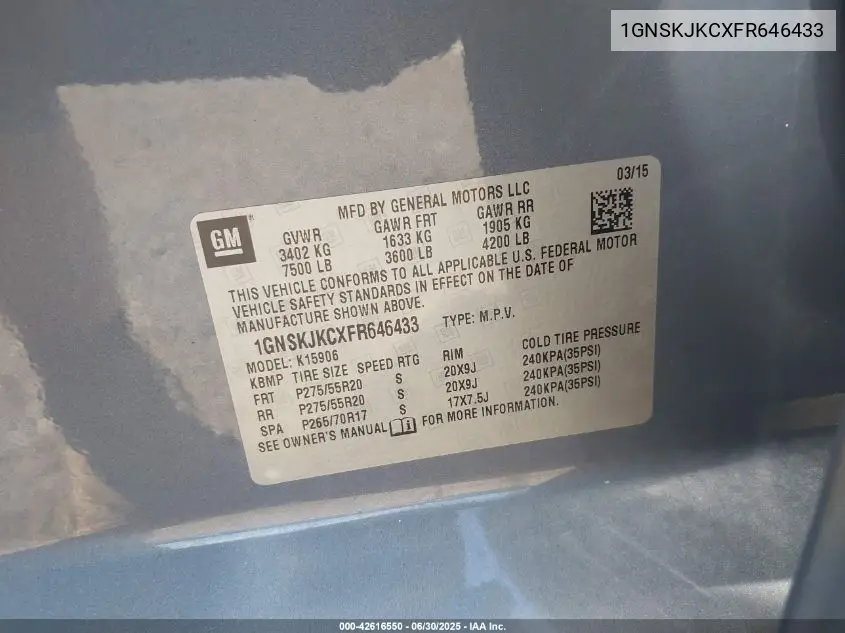 1GNSKJKCXFR646433
03/15
MFD BY GENERAL MOTORS LLC
GM
GVWR GAWR FRT GAWR RR
3402 KG 1633 KG 1905 KG
7500 LB 3600 LB 4200 LB
THIS VEHICLE CONFORMS TO ALL APPLICABLE U.S. FEDERAL MOTOR
VEHICLE SAFETY STANDARDS IN EFFECT ON THE DATE OF
MANUFACTURE SHOWN ABOVE.
1GNSKJKCXFR646433 TYPE: M.P.V.
MODEL: K15906
KBMP TIRE SIZE SPEED RTG RIM COLD TIRE PRESSURE
FRT P275/55R20 S 20X9J 240KPA(35PSI)
RR P275/55R20 S 20X9J 240KPA(35PSI)
SPA P265/70R17 S 17X7.5J 240KPA(35PSI)
SEE OWNER'S MANUAL FOR MORE INFORMATION.
000-42616550 - 06/30/2025 - IAA Inc.